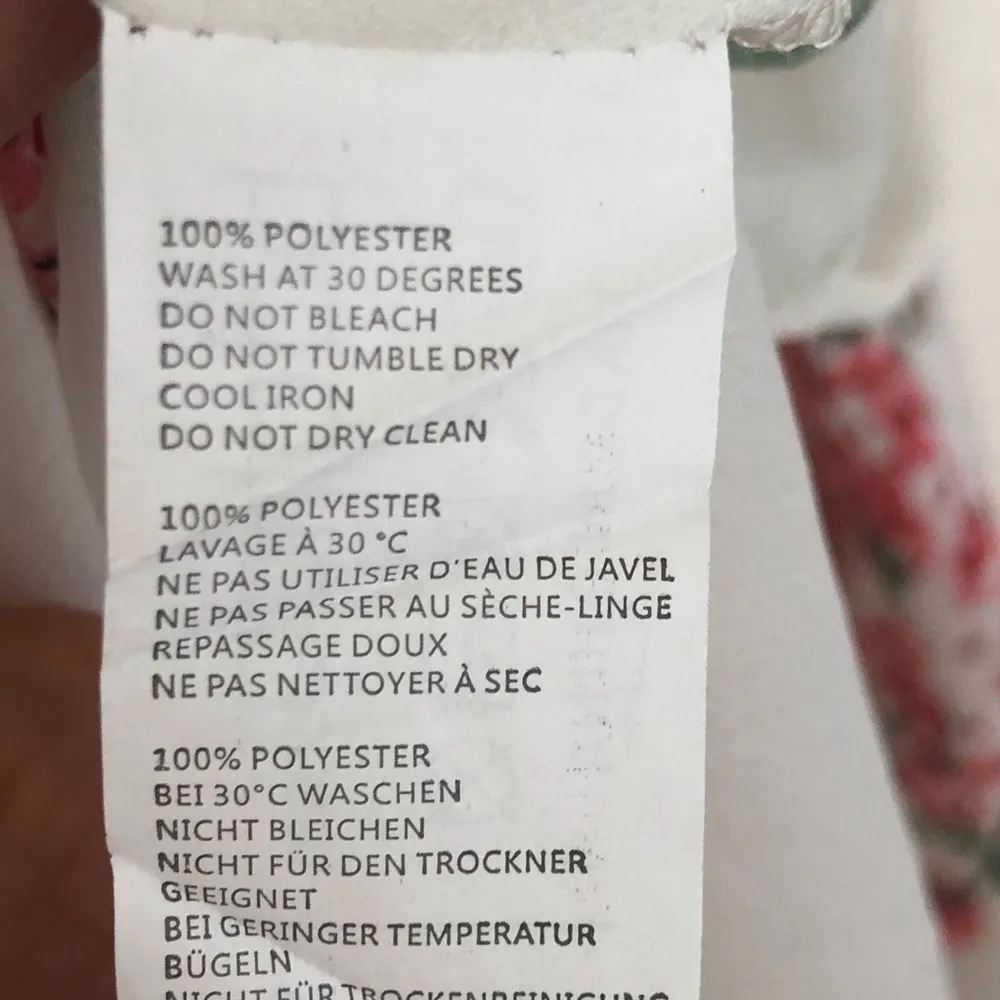 100% POLYESTER
WASH AT 30 DEGREES
DO NOT BLEACH
DO NOT TUMBLE DRY
COOL IRON
DO NOT DRY CLEAN
100% POLYESTER
LAVAGE À 30 °C
NE PAS UTILISER D'EAU DE JAVEL
NE PAS PASSER AU SÈCHE-LINGE
REPASSAGE DOUX
NE PAS NETTOYER À SEC
100% POLYESTER
BEI 30°C WASCHEN
NICHT BLEICHEN
NICHT FÜR DEN TROCKNER
GEEIGNET
BEI GERINGER TEMPERATUR
BÜGELN
NICHT FÜR TROCKENREINIGUNG